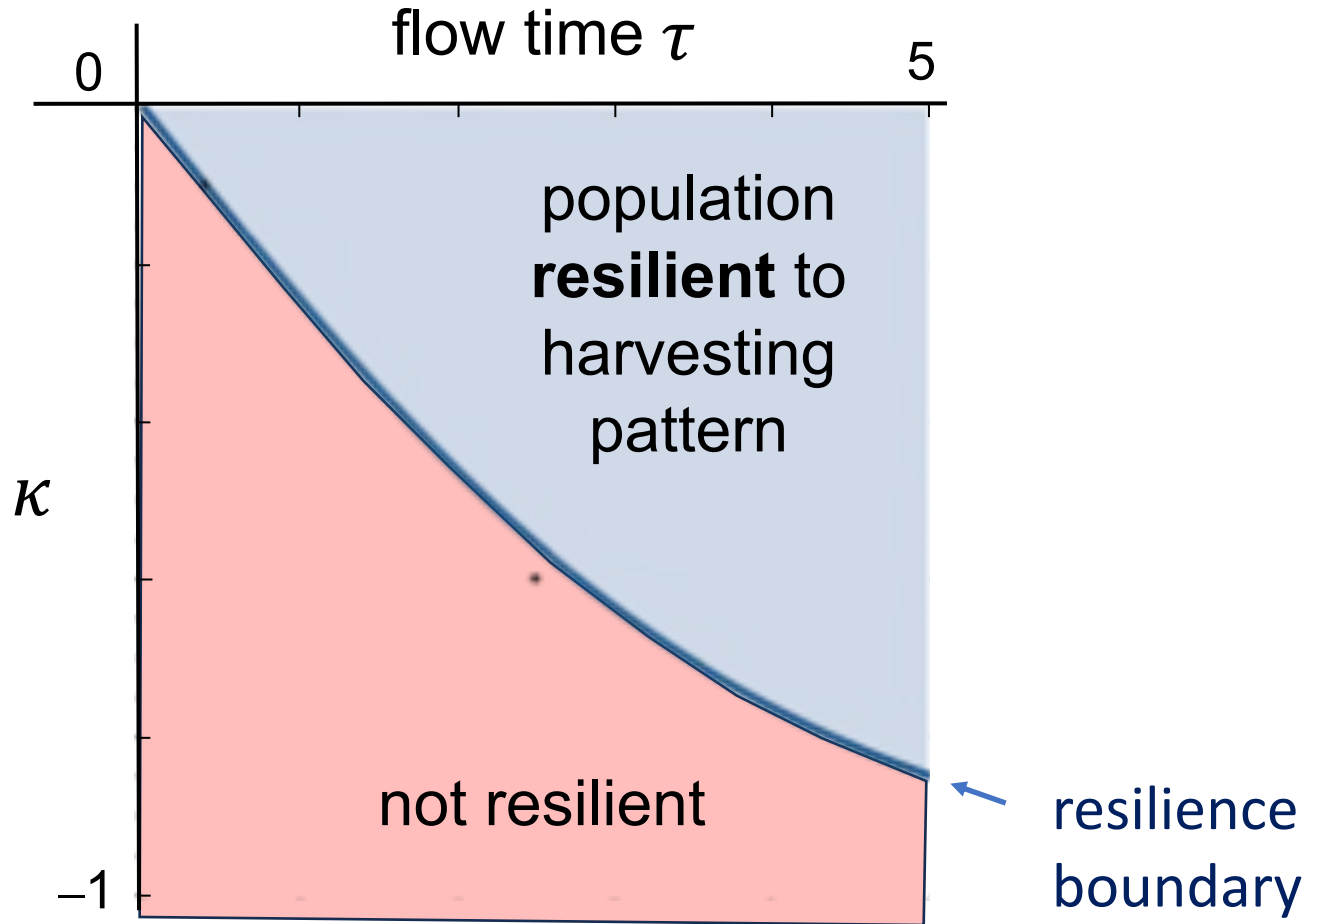 flow time τ
0
5
population
resilient to
harvesting
pattern
κ
not resilient
resilience
boundary
–1